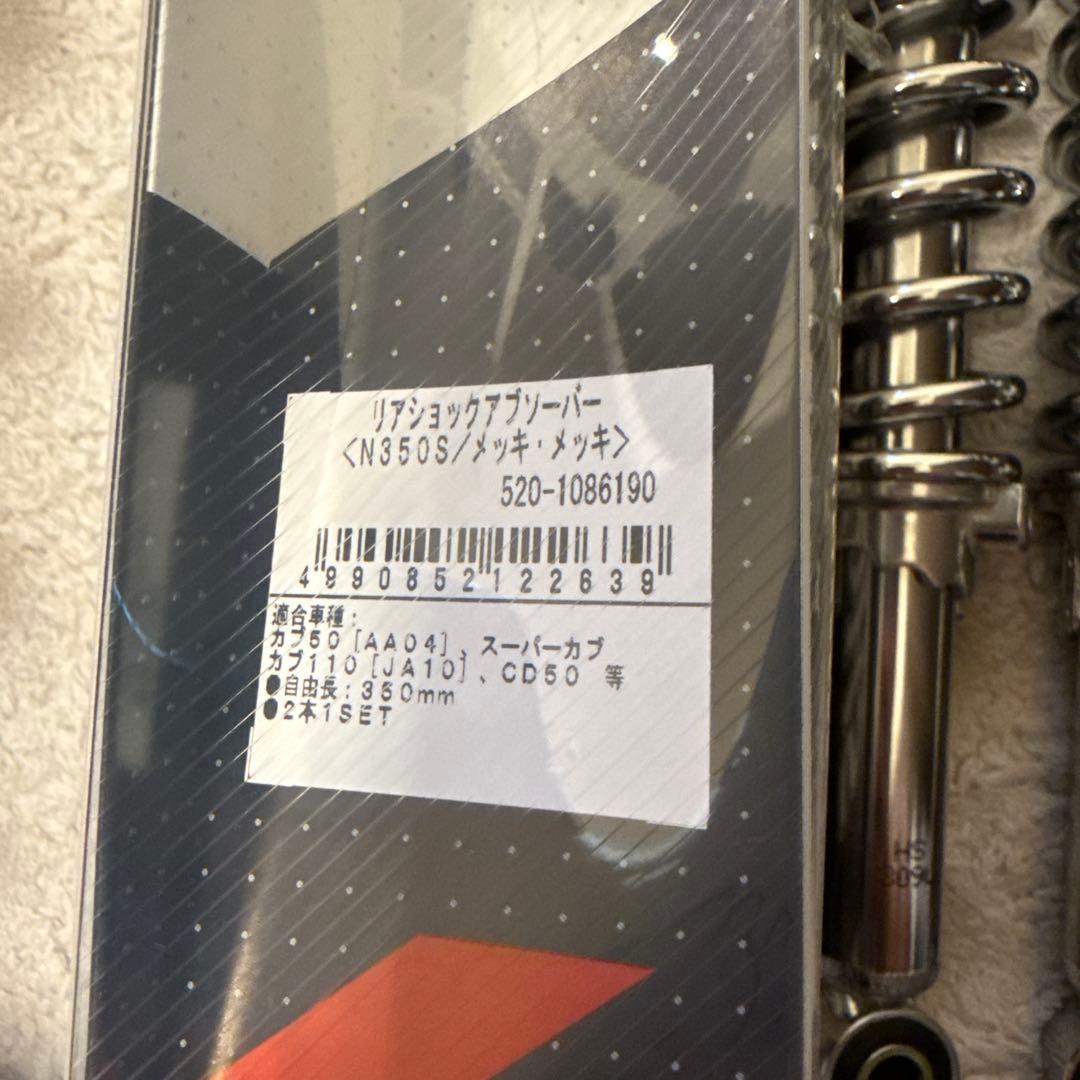 リアショックアブソーバー
<N350S/メッキ・メッキ>
520-1086190
4990852122639
適合車種:
カブ50[AA04]、スーパーカブ
カブ110[JA10]、CD50 等
●自由長:350mm
●2本1SET
HS